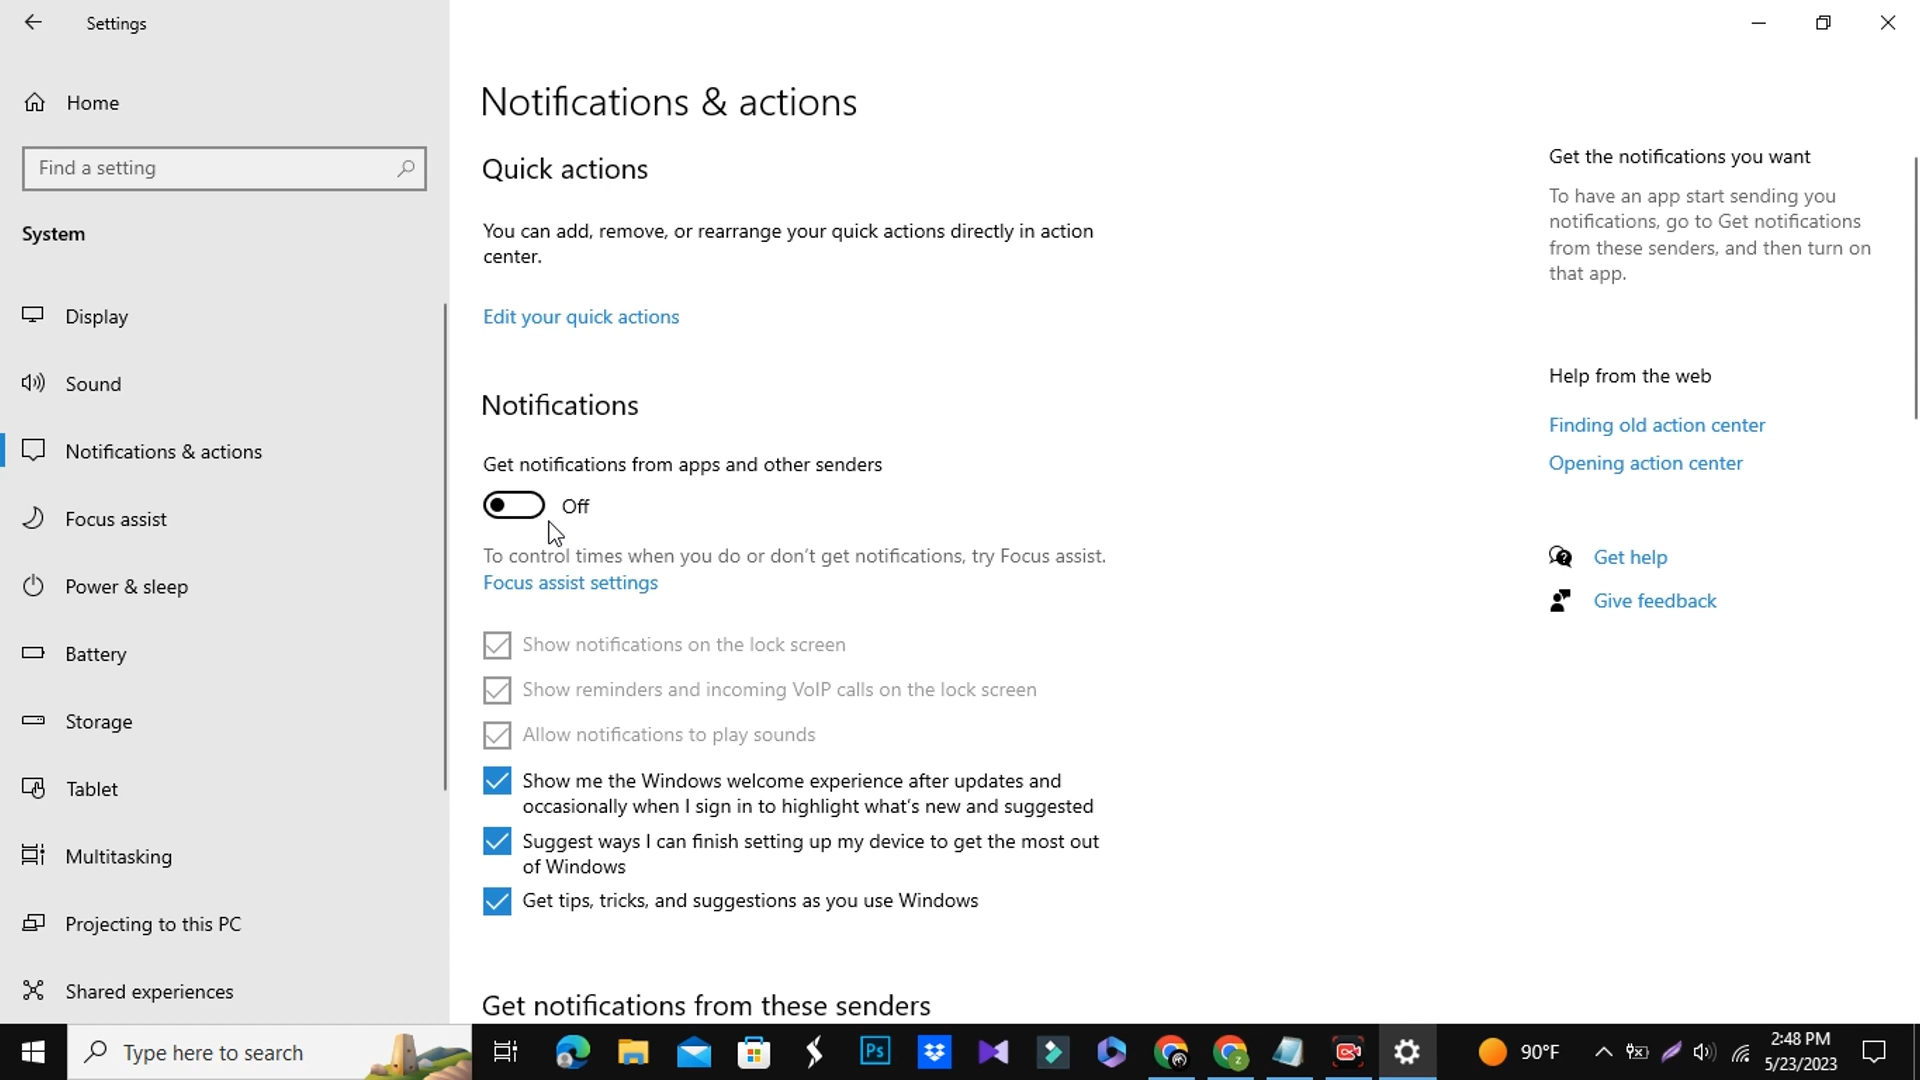 Settings
Home
Find a setting
System
Display
Sound
Notifications & actions
Focus assist
Power & sleep
Battery
Storage
Tablet
Multitasking
Projecting to this PC
Shared experiences
Notifications & actions
Quick actions
You can add, remove, or rearrange your quick actions directly in action
center.
Edit your quick actions
Notifications
Get notifications from apps and other senders
Off
To control times when you do or don't get notifications, try Focus assist.
Focus assist settings
Show notifications on the lock screen
Show reminders and incoming VoIP calls on the lock screen
Allow notifications to play sounds
Show me the Windows welcome experience after updates and
occasionally when I sign in to highlight what's new and suggested
Suggest ways I can finish setting up my device to get the most out
of Windows
Get tips, tricks, and suggestions as you use Windows
Get notifications from these senders
Get the notifications you want
To have an app start sending you
notifications, go to Get notifications
from these senders, and then turn on
that app.
Help from the web
Finding old action center
Opening action center
Get help
Give feedback
Type here to search
Ps
z
90°F
2:48 PM
5/23/2023